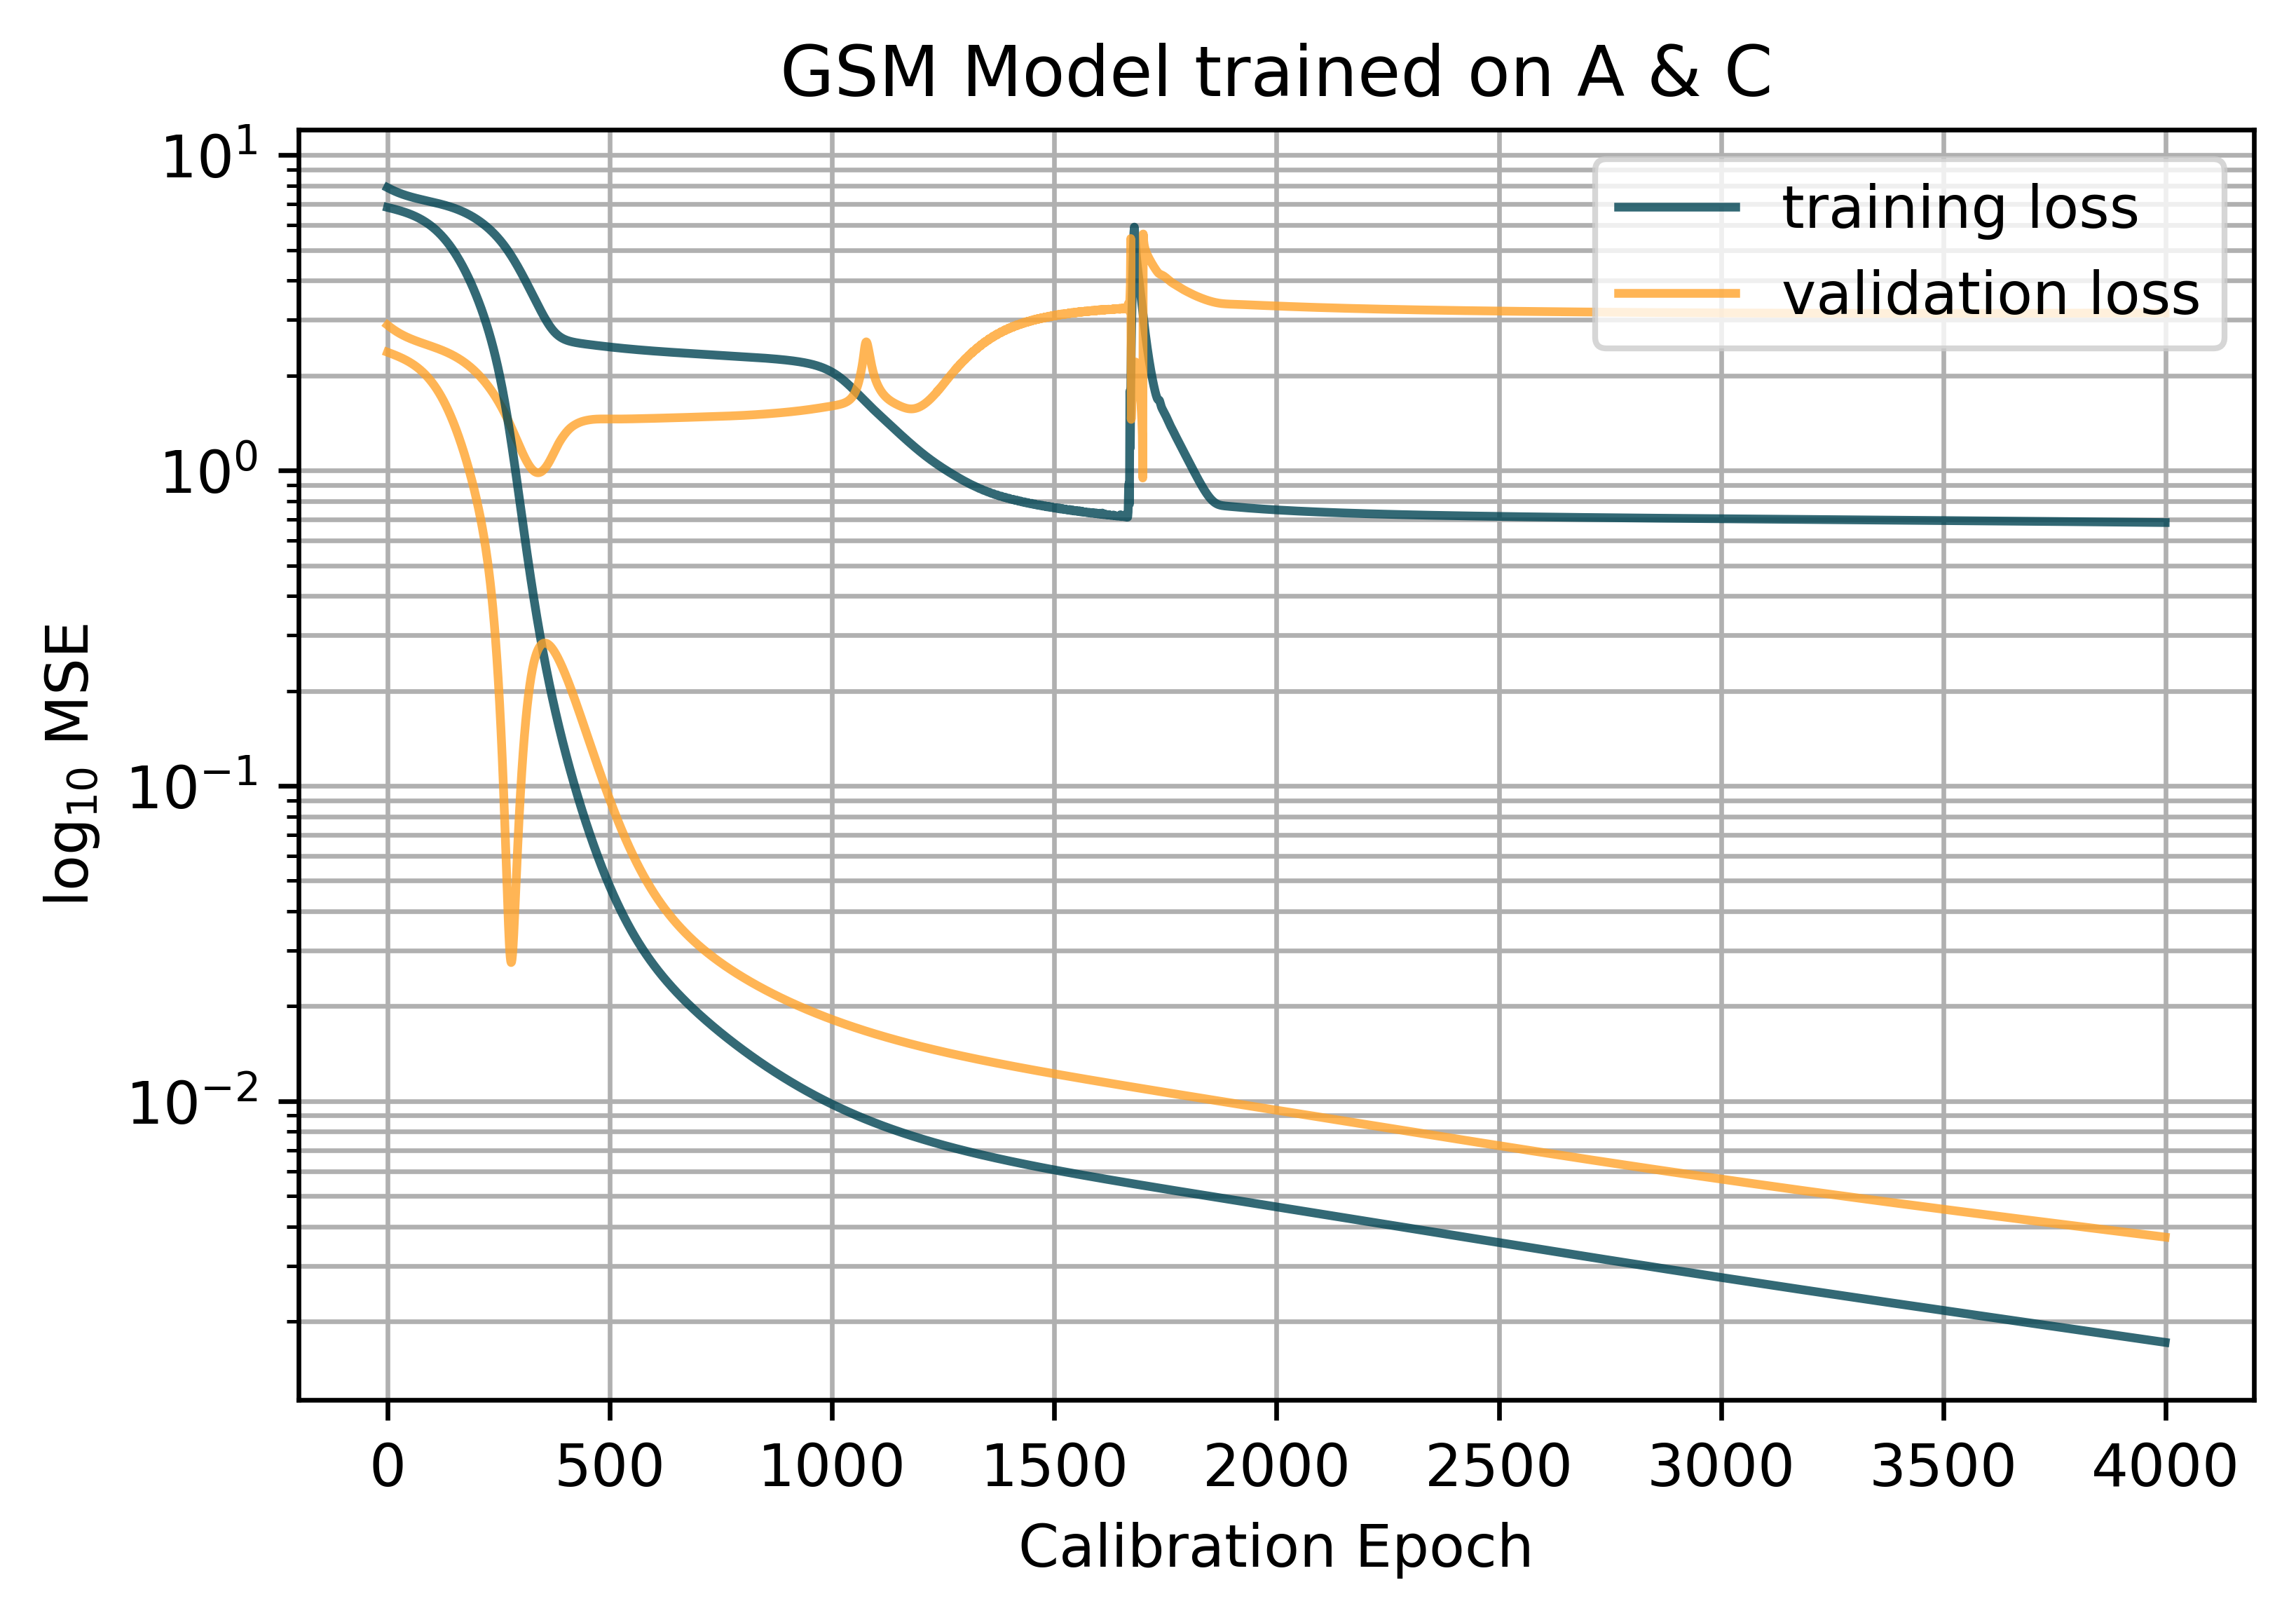 GSM Model trained on A & C
training loss
validation loss
10¹
10⁰
10⁻¹
10⁻²
log₁₀ MSE
0 500 1000 1500 2000 2500 3000 3500 4000
Calibration Epoch